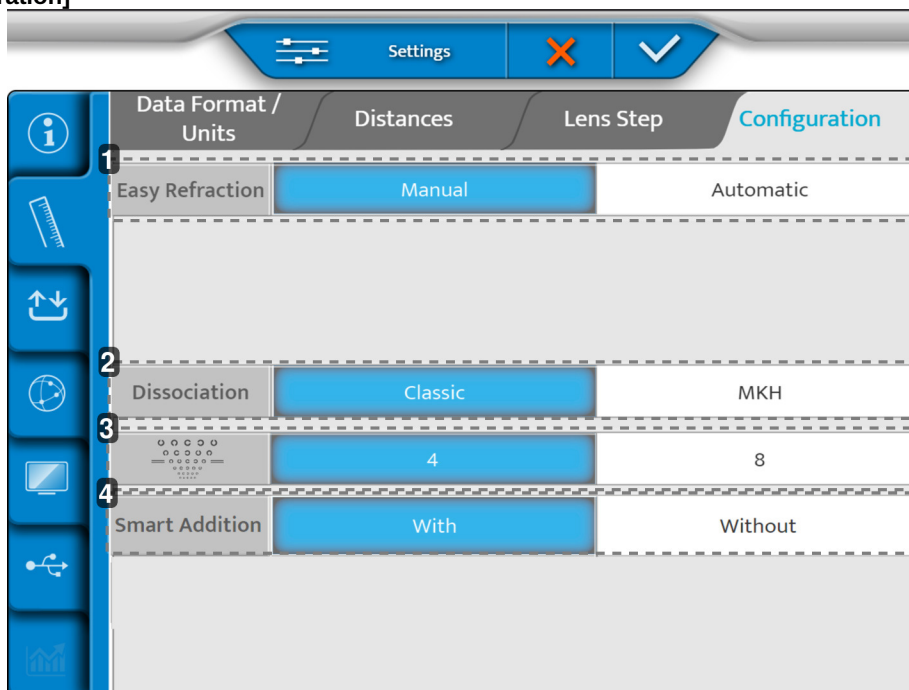 ration]
Settings
Data Format /
Units
Distances
Lens Step
Configuration
1
Easy Refraction
Manual
Automatic
2
Dissociation
Classic
MKH
3
4
8
4
Smart Addition
With
Without